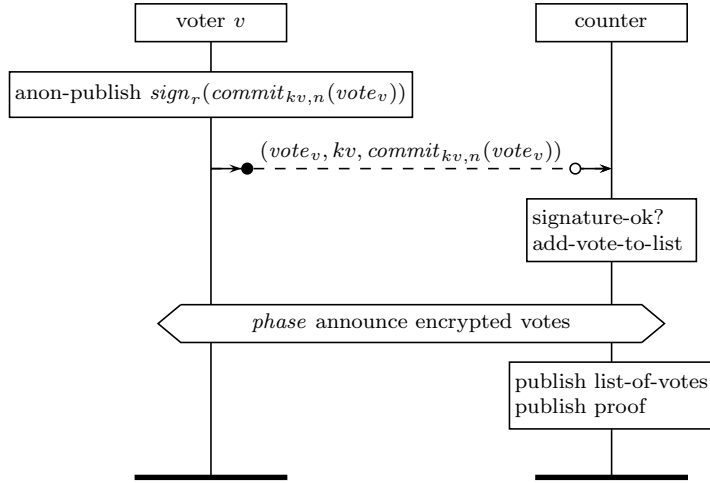 voter v
counter
anon-publish sign_r(commit_{kv,n}(vote_v))
(vote_v, kv, commit_{kv,n}(vote_v))
signature-ok?
add-vote-to-list
phase announce encrypted votes
publish list-of-votes
publish proof